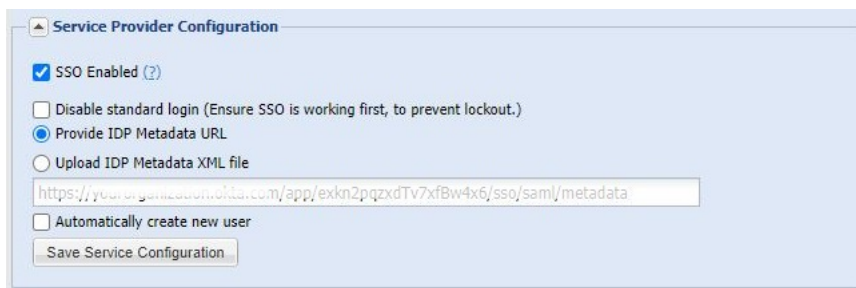 Service Provider Configuration
SSO Enabled (?)
Disable standard login (Ensure SSO is working first, to prevent lockout.)
Provide IDP Metadata URL
Upload IDP Metadata XML file
https://yourorganization.okta.com/app/exkn2pqzxdTv7xfBw4x6/sso/saml/metadata
Automatically create new user
Save Service Configuration